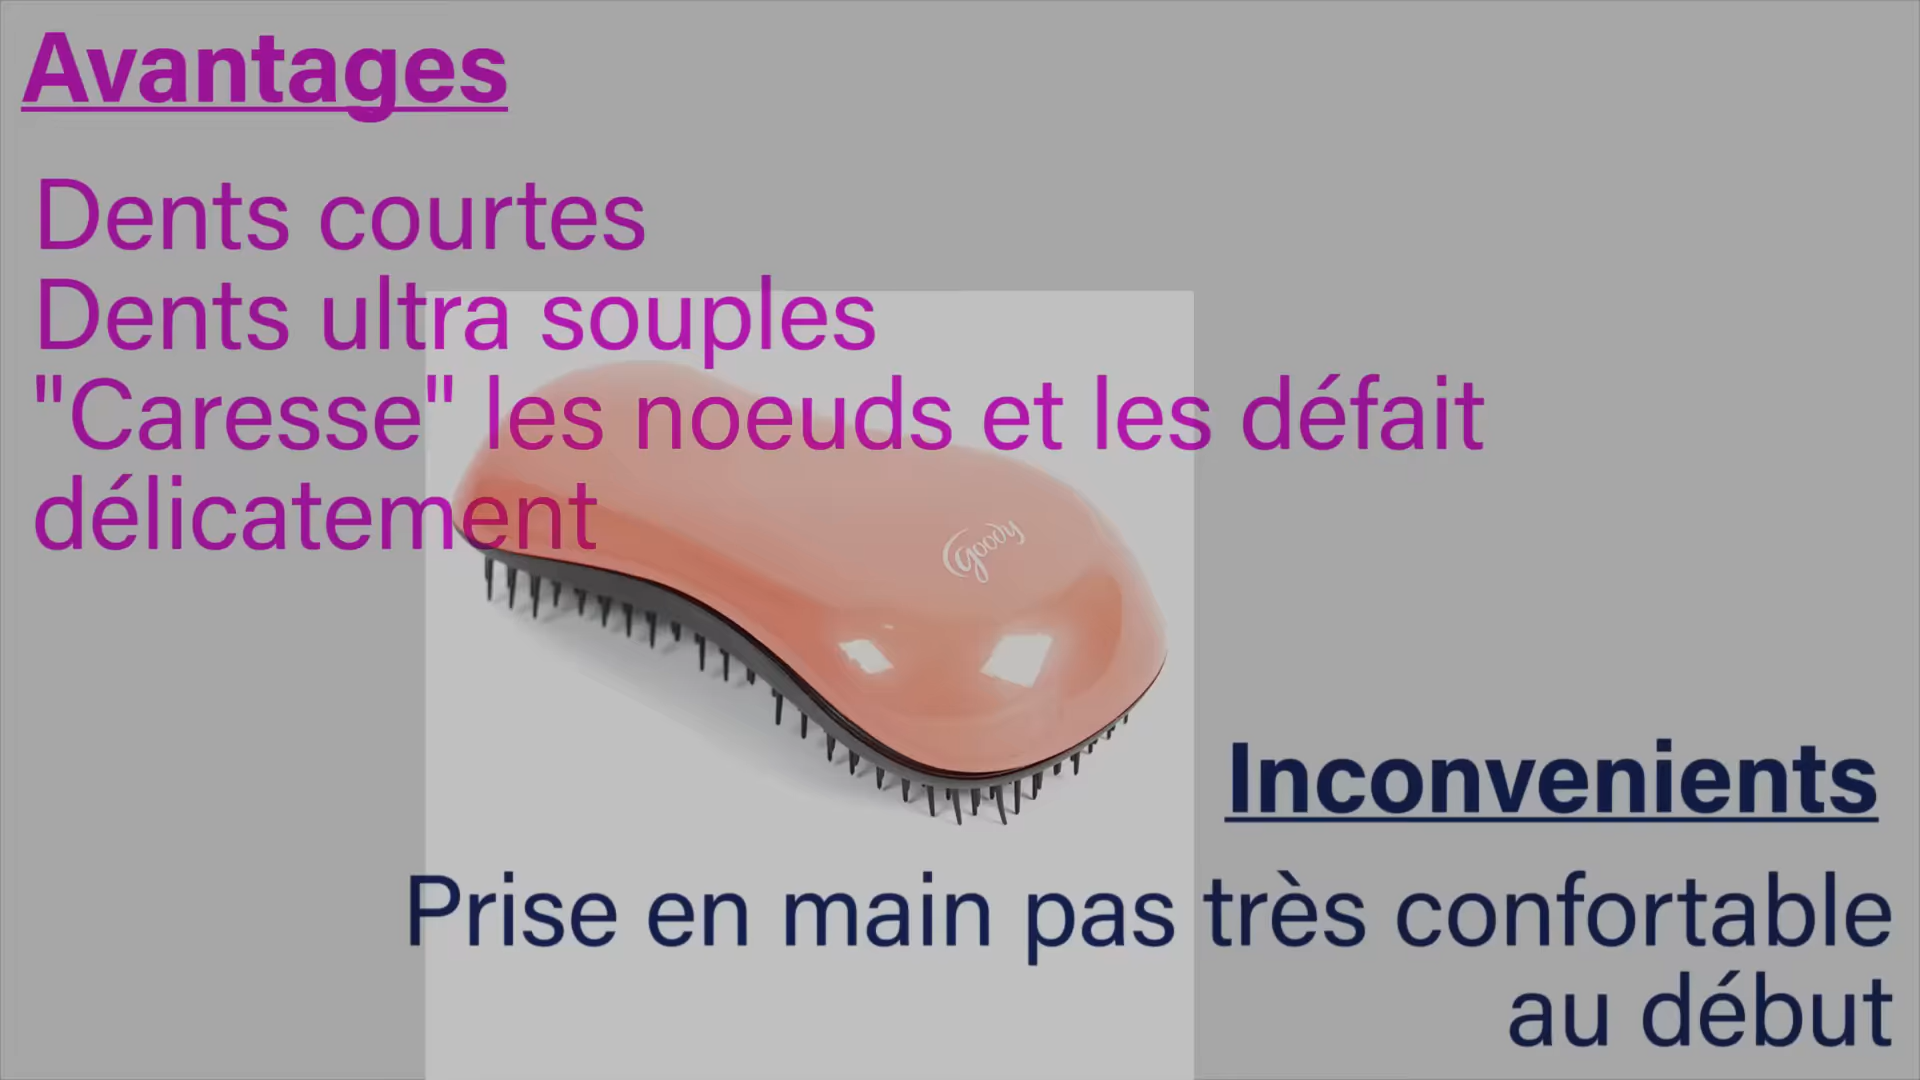 Avantages
Dents courtes
Dents ultra souples
"Caresse" les noeuds et les défait
délicatement
goody
Inconvenients
Prise en main pas très confortable
au début